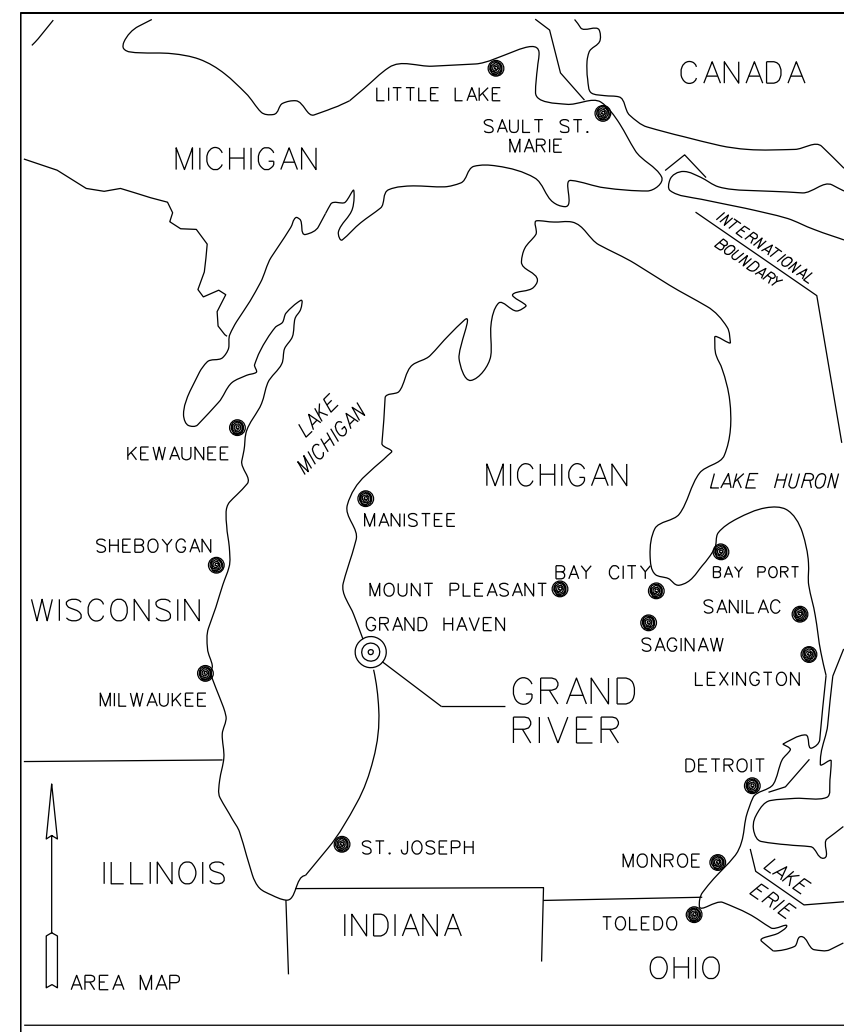 CANADA
LITTLE LAKE
SAULT ST.
MARIE
MICHIGAN
INTERNATIONAL
BOUNDARY
LAKE
MICHIGAN
KEWAUNEE
MICHIGAN
LAKE HURON
MANISTEE
SHEBOYGAN
BAY CITY
BAY PORT
MOUNT PLEASANT
WISCONSIN
SANILAC
GRAND HAVEN
SAGINAW
LEXINGTON
MILWAUKEE
GRAND
RIVER
DETROIT
ST. JOSEPH
MONROE
LAKE
ERIE
ILLINOIS
INDIANA
TOLEDO
OHIO
AREA MAP